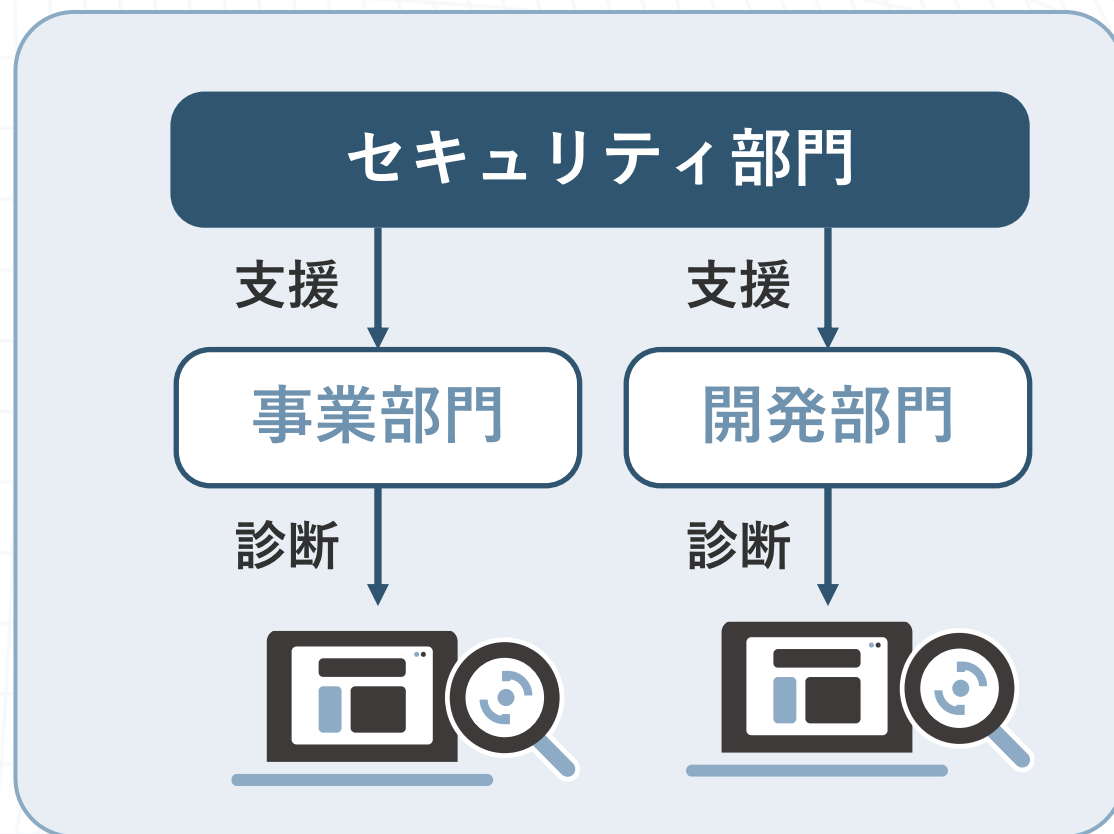 セキュリティ部門
支援
支援
事業部門
開発部門
診断
診断